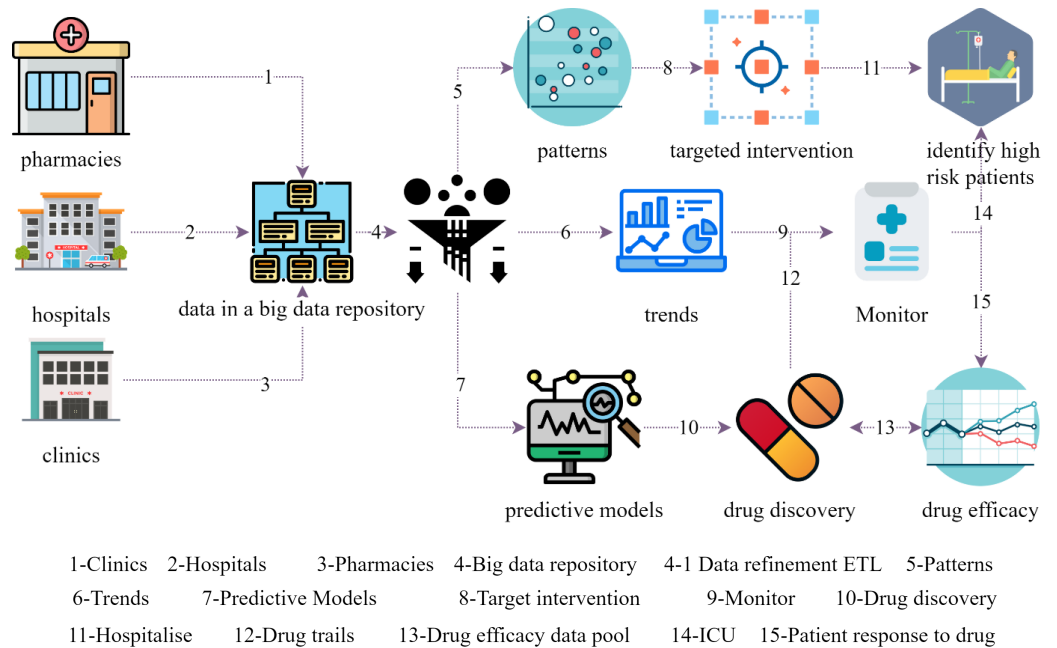 1
5
8
11
pharmacies
patterns
targeted intervention
identify high
risk patients
2
4
6
9
14
HOSPITAL
12
15
hospitals
data in a big data repository
trends
Monitor
CLINIC
3
7
10
13
clinics
predictive models
drug discovery
drug efficacy
1-Clinics 2-Hospitals 3-Pharmacies 4-Big data repository 4-1 Data refinement ETL 5-Patterns
6-Trends 7-Predictive Models 8-Target intervention 9-Monitor 10-Drug discovery
11-Hospitalise 12-Drug trails 13-Drug efficacy data pool 14-ICU 15-Patient response to drug